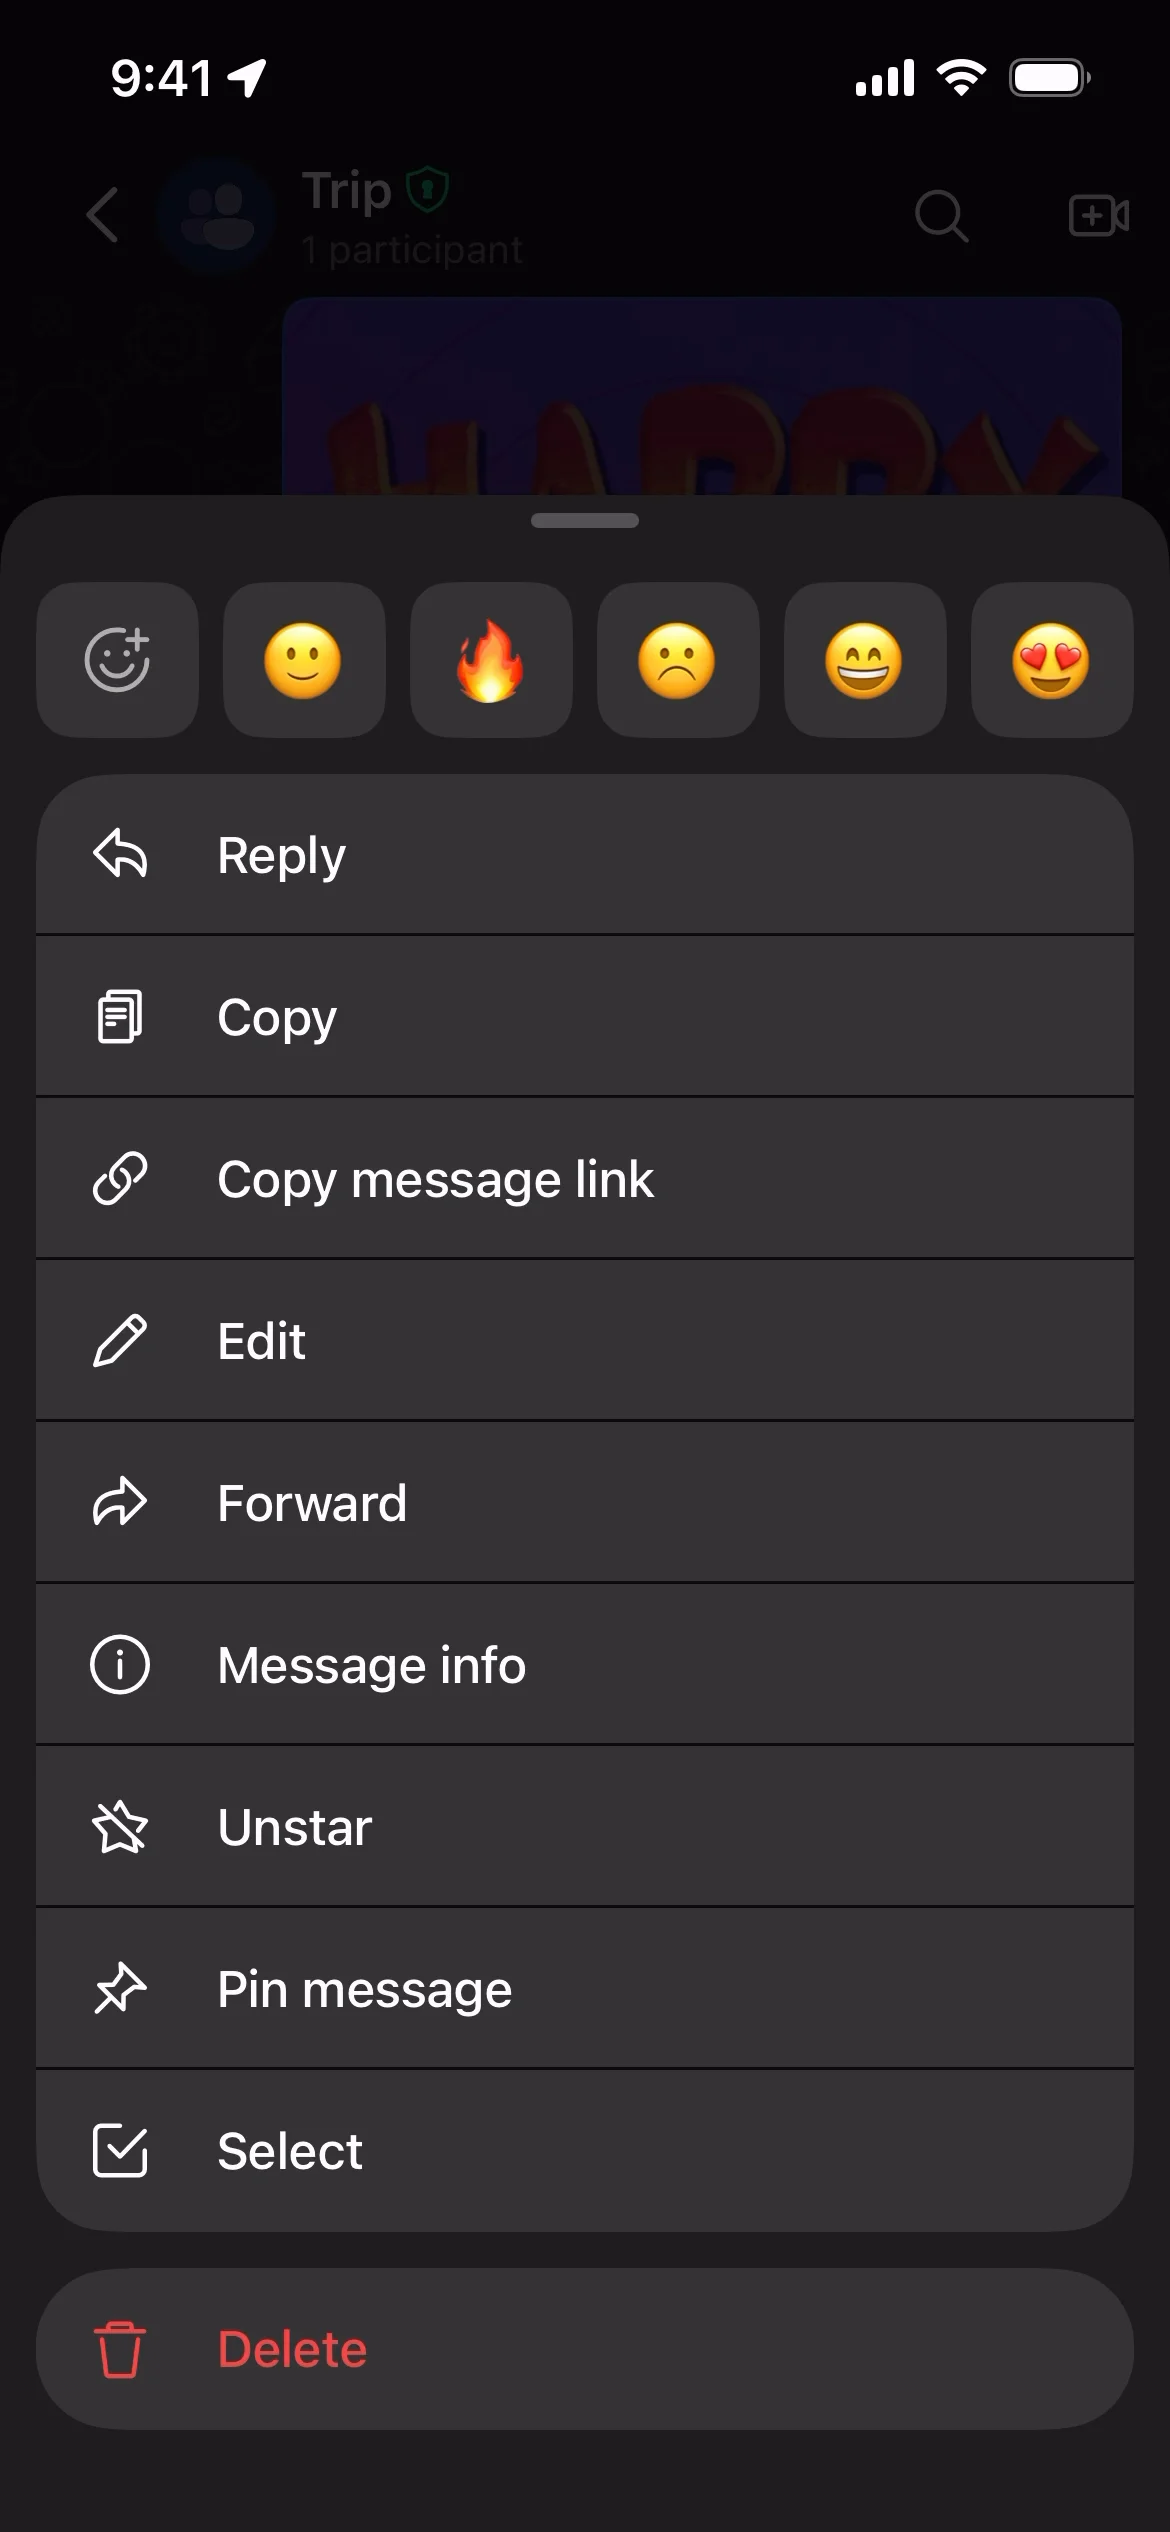 9:41
Trip
1 participant
HAPPY
Reply
Copy
Copy message link
Edit
Forward
Message info
Unstar
Pin message
Select
Delete